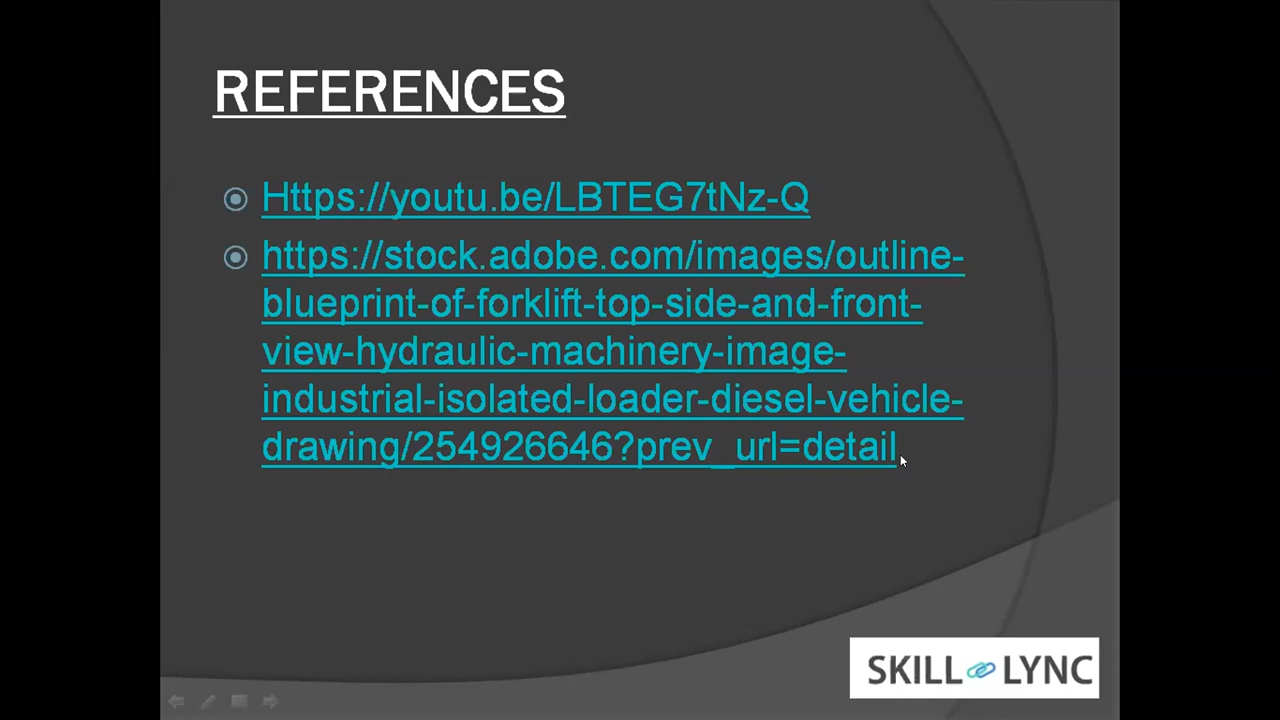 REFERENCES
Https://youtu.be/LBTEG7tNz-Q
https://stock.adobe.com/images/outline-
blueprint-of-forklift-top-side-and-front-
view-hydraulic-machinery-image-
industrial-isolated-loader-diesel-vehicle-
drawing/254926646?prev_url=detail
SKILL LYNC